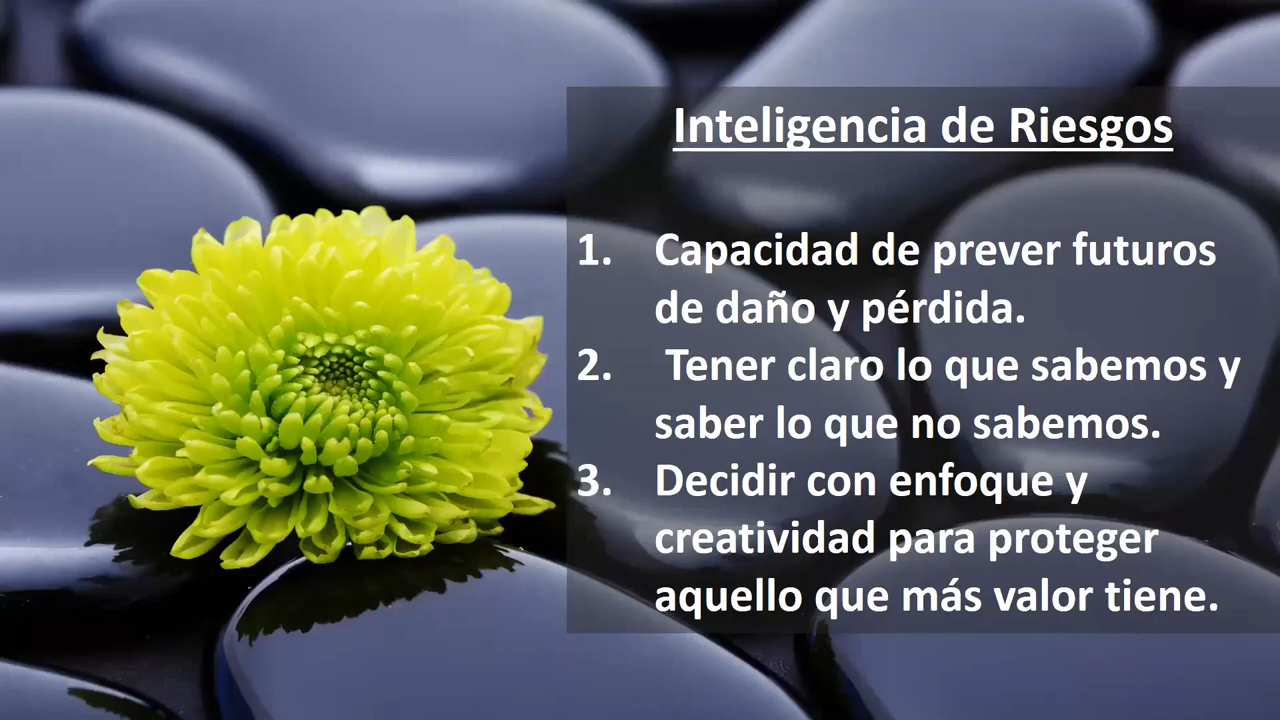 Inteligencia de Riesgos
1. Capacidad de prever futuros
de daño y pérdida.
2. Tener claro lo que sabemos y
saber lo que no sabemos.
3. Decidir con enfoque y
creatividad para proteger
aquello que más valor tiene.